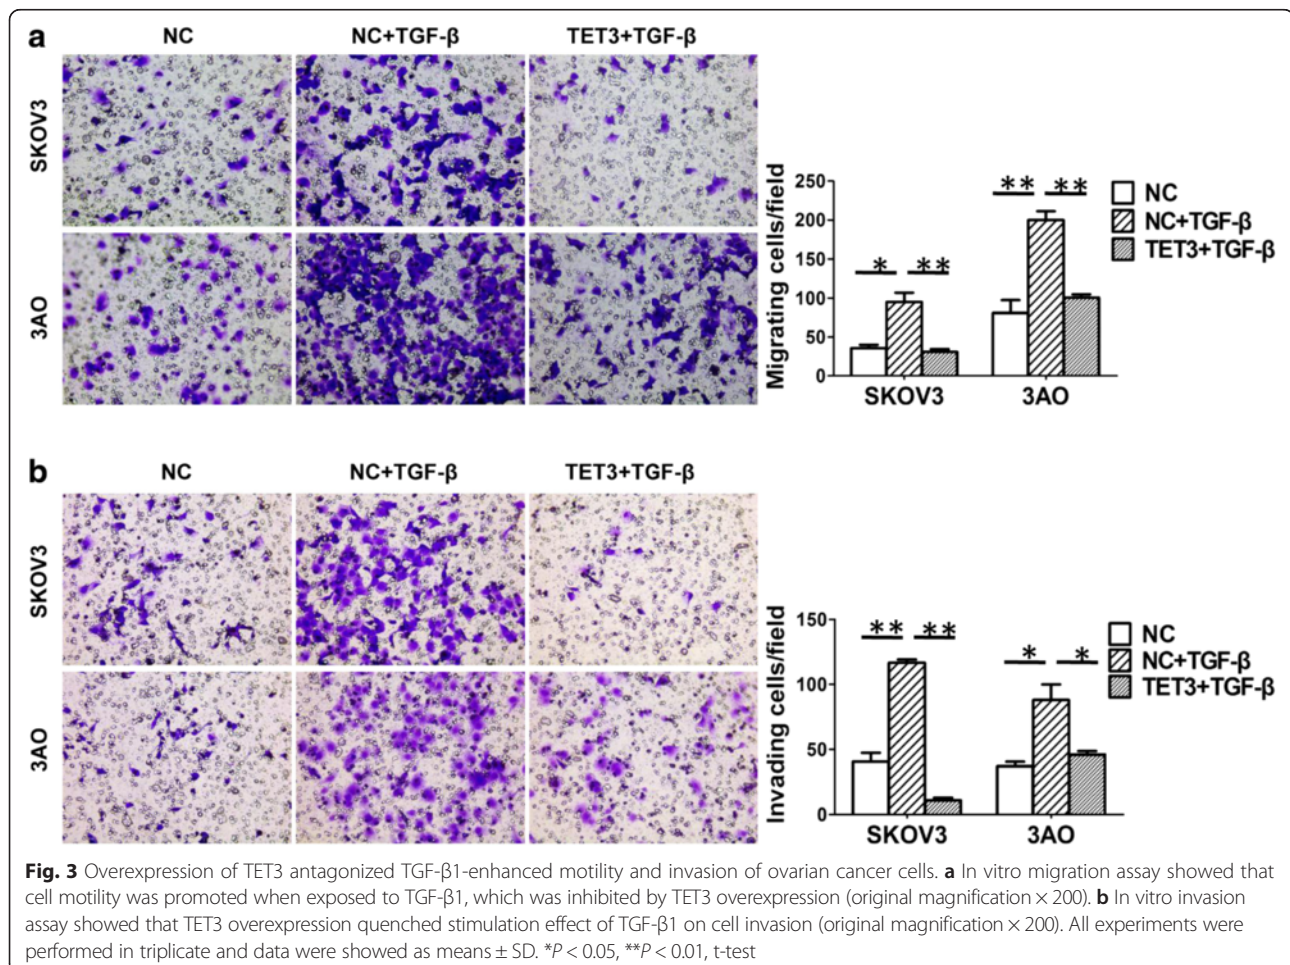 a
NC NC+TGF-β TET3+TGF-β
SKOV3
3AO
Migrating cells/field
250
200
150
100
50
0
** **
* **
SKOV3 3AO
NC
NC+TGF-β
TET3+TGF-β
b
NC NC+TGF-β TET3+TGF-β
SKOV3
3AO
Invading cells/field
150
100
50
0
** **
* *
SKOV3 3AO
NC
NC+TGF-β
TET3+TGF-β
Fig. 3 Overexpression of TET3 antagonized TGF-β1-enhanced motility and invasion of ovarian cancer cells. a In vitro migration assay showed that
cell motility was promoted when exposed to TGF-β1, which was inhibited by TET3 overexpression (original magnification × 200). b In vitro invasion
assay showed that TET3 overexpression quenched stimulation effect of TGF-β1 on cell invasion (original magnification × 200). All experiments were
performed in triplicate and data were showed as means ± SD. *P < 0.05, **P < 0.01, t-test